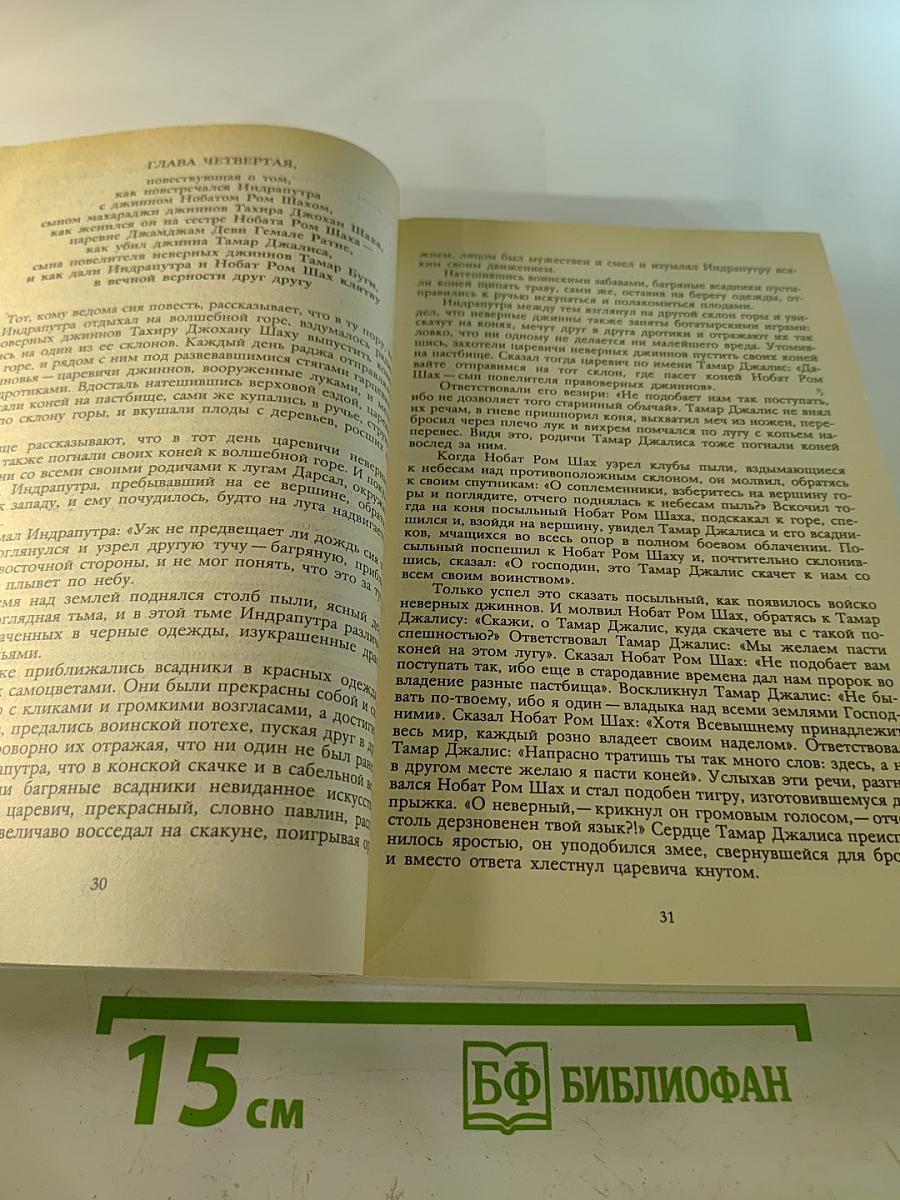 ГЛАВА ЧЕТВЕРТАЯ,
повествующая о том,
как повстречался Индрапутра
с джинном Нобатом Ром Шахом,
сыном махараджи джиннов Тахира Джохан Шаха,
как женился он на сестре Нобата Ром Шаха —
царевне Джамджам Деви Гемале Ратне,
как убил джинна Тамар Джалиса,
сына повелителя неверных джиннов Тамар Буги,
и как дали Индрапутра и Нобат Ром Шах клятву
в вечной верности друг другу
Тот, кому ведома сия повесть, рассказывает, что в ту пору,
Индрапутра отдыхал на волшебной горе, вздумалось
джиннов Тахиру Джохану Шаху выпустить
на один из ее склонов. Каждый день раджа отправлял
горе, и рядом с ним под развевавшимися стягами
царевичи джиннов, вооруженные луками,
Вдосталь натешившись верховой ездой,
коней на пастбище, сами же купались в ручье,
по склону горы, и вкушали плоды с деревьев, росших
рассказывают, что в тот день царевичи
также погнали своих коней к волшебной горе. И
со всеми своими родичами к лугам Дарсал,
Индрапутра, пребывавший на ее вершине,
к западу, и ему почудилось, будто на луга
Индрапутра: «Уж не предвещает ли дождь сия
и узрел другую тучу — багряную,
восточной стороны, и не мог понять, что это за
плывет по небу.
над землей поднялся столб пыли, ясный
тьма, и в этой тьме Индрапутра
в черные одежды, изукрашенные
приближались всадники в красных
самоцветами. Они были прекрасны собой и
с кликами и громкими возгласами, а
предались воинской потехе, пуская друг в
их отражая, что ни один не был
что в конской скачке и в сабельной
багряные всадники невиданное
царевич, прекрасный, словно павлин,
восседал на скакуне, поигрывая
30
жием, лицом был мужествен и смел и изумлял Индрапутру вся-
ким своим движением.
Натешившись воинскими забавами, багряные всадники пусти-
ли коней щипать траву, сами же, оставив на берегу одежды, от-
правились к ручью искупаться и полакомиться плодами.
Индрапутра между тем взглянул на другой склон горы и уви-
дел, что неверные джинны также заняты богатырскими играми:
скачут на конях, мечут друг в друга дротики и отражают их так
ловко, что ни одному не делается ни малейшего вреда. Утомив-
шись, захотели царевичи неверных джиннов пустить своих коней
на пастбище. Сказал тогда царевич по имени Тамар Джалис: «Да-
вайте отправимся на тот склон, где пасет коней Нобат Ром
Шах — сын повелителя правоверных джиннов».
Ответствовали его везири: «Не подобает нам так поступать,
ибо не дозволяет того старинный обычай». Тамар Джалис не внял
их речам, в гневе пришпорил коня, выхватил меч из ножен, пере-
бросил через плечо лук и вихрем помчался по лугу с копьем на-
перевес. Видя это, родичи Тамар Джалиса тоже погнали коней
вослед за ним.
Когда Нобат Ром Шах узрел клубы пыли, вздымающиеся
к небесам над противоположным склоном, он молвил, обратясь
к своим спутникам: «О соплеменники, взберитесь на вершину го-
ры и поглядите, отчего поднялась к небесам пыль?» Вскочил то-
гда на коня посыльный Нобат Ром Шаха, подскакал к горе, спе-
шился и, взойдя на вершину, увидел Тамар Джалиса и его всадни-
ков, мчащихся во весь опор в полном боевом облачении. По-
сыльный поспешил к Нобат Ром Шаху и, почтительно склонив-
шись, сказал: «О господин, это Тамар Джалис скачет к нам со
всем своим воинством».
Только успел это сказать посыльный, как появилось войско
неверных джиннов. И молвил Нобат Ром Шах, обратясь к Тамар
Джалису: «Скажи, о Тамар Джалис, куда скачете вы с такой по-
спешностью?» Ответствовал Тамар Джалис: «Мы желаем пасти
коней на этом лугу». Сказал Нобат Ром Шах: «Не подобает вам
поступать так, ибо еще в стародавние времена дал нам пророк во
владение разные пастбища». Воскликнул Тамар Джалис: «Не бы-
вать по-твоему, ибо я один — владыка над всеми землями Господ-
ними». Сказал Нобат Ром Шах: «Хотя Всевышнему принадлежит
весь мир, каждый розно владеет своим наделом». Ответствовал
Тамар Джалис: «Напрасно тратишь ты так много слов: здесь, а н
в другом месте желаю я пасти коней». Услыхав эти речи, разгн
вался Нобат Ром Шах и стал подобен тигру, изготовившемуся д
прыжка. «О неверный,— крикнул он громовым голосом,— отч
столь дерзновенен твой язык?!» Сердце Тамар Джалиса преисп
нилось яростью, он уподобился змее, свернувшейся для бро
и вместо ответа хлестнул царевича кнутом.
31
15 см
БФ БИБЛИОФАН